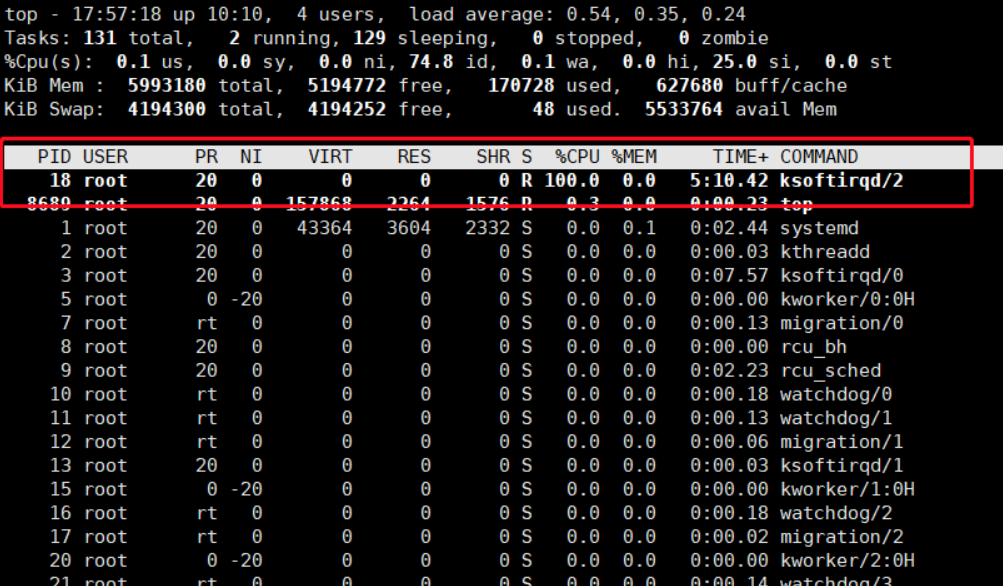 top - 17:57:18 up 10:10,  4 users,  load average: 0.54, 0.35, 0.24
Tasks: 131 total,   2 running, 129 sleeping,   0 stopped,   0 zombie
%Cpu(s):  0.1 us,  0.0 sy,  0.0 ni, 74.8 id,  0.1 wa,  0.0 hi, 25.0 si,  0.0 st
KiB Mem :  5993180 total,  5194772 free,   170728 used,   627680 buff/cache
KiB Swap:  4194300 total,  4194252 free,       48 used.  5533764 avail Mem
PID USER PR NI VIRT RES SHR S %CPU %MEM TIME+ COMMAND
18 root 20 0 0 0 0 R 100.0 0.0 5:10.42 ksoftirqd/2
8689 root 20 0 157868 2264 1576 R 0.3 0.0 0:00.23 top
1 root 20 0 43364 3604 2332 S 0.0 0.1 0:02.44 systemd
2 root 20 0 0 0 0 S 0.0 0.0 0:00.03 kthreadd
3 root 20 0 0 0 0 S 0.0 0.0 0:07.57 ksoftirqd/0
5 root 0 -20 0 0 0 S 0.0 0.0 0:00.00 kworker/0:0H
7 root rt 0 0 0 0 S 0.0 0.0 0:00.13 migration/0
8 root 20 0 0 0 0 S 0.0 0.0 0:00.00 rcu_bh
9 root 20 0 0 0 0 S 0.0 0.0 0:02.23 rcu_sched
10 root rt 0 0 0 0 S 0.0 0.0 0:00.18 watchdog/0
11 root rt 0 0 0 0 S 0.0 0.0 0:00.13 watchdog/1
12 root rt 0 0 0 0 S 0.0 0.0 0:00.06 migration/1
13 root 20 0 0 0 0 S 0.0 0.0 0:00.03 ksoftirqd/1
15 root 0 -20 0 0 0 S 0.0 0.0 0:00.00 kworker/1:0H
16 root rt 0 0 0 0 S 0.0 0.0 0:00.18 watchdog/2
17 root rt 0 0 0 0 S 0.0 0.0 0:00.02 migration/2
20 root 0 -20 0 0 0 S 0.0 0.0 0:00.00 kworker/2:0H
21 root rt 0 0 0 0 S 0.0 0.0 0:00.14 watchdog/3